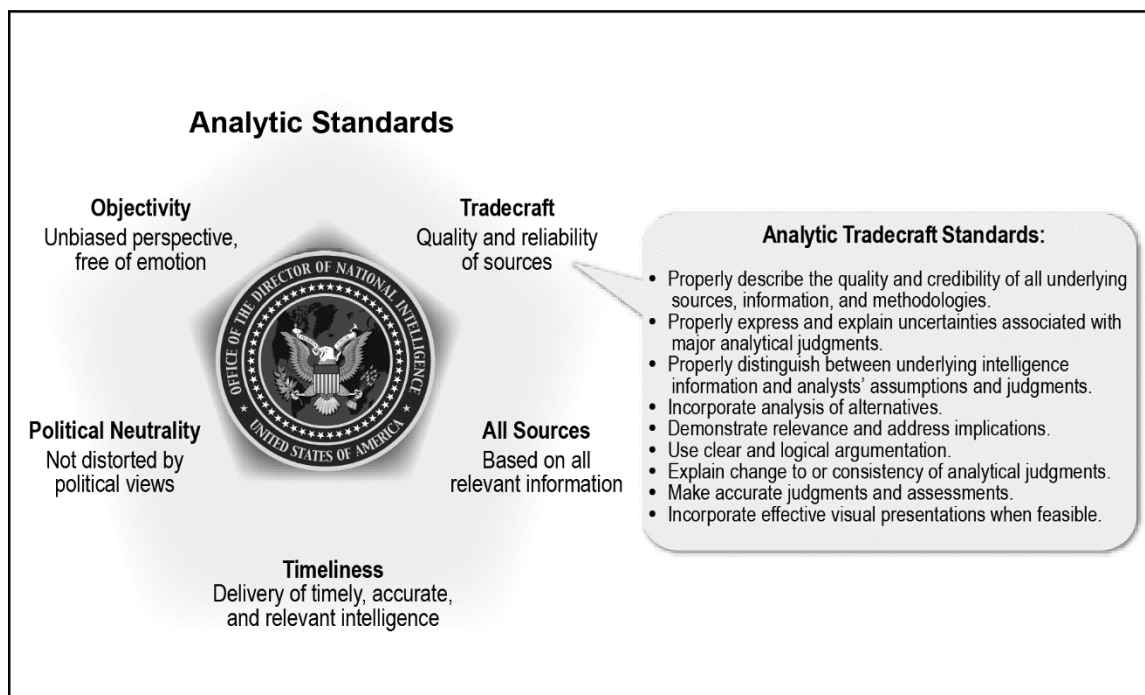 Analytic Standards
Objectivity
Unbiased perspective,
free of emotion
Tradecraft
Quality and reliability
of sources
OFFICE OF THE DIRECTOR OF NATIONAL INTELLIGENCE
UNITED STATES OF AMERICA
Political Neutrality
Not distorted by
political views
All Sources
Based on all
relevant information
Timeliness
Delivery of timely, accurate,
and relevant intelligence
Analytic Tradecraft Standards:
• Properly describe the quality and credibility of all underlying
sources, information, and methodologies.
• Properly express and explain uncertainties associated with
major analytical judgments.
• Properly distinguish between underlying intelligence
information and analysts' assumptions and judgments.
• Incorporate analysis of alternatives.
• Demonstrate relevance and address implications.
• Use clear and logical argumentation.
• Explain change to or consistency of analytical judgments.
• Make accurate judgments and assessments.
• Incorporate effective visual presentations when feasible.